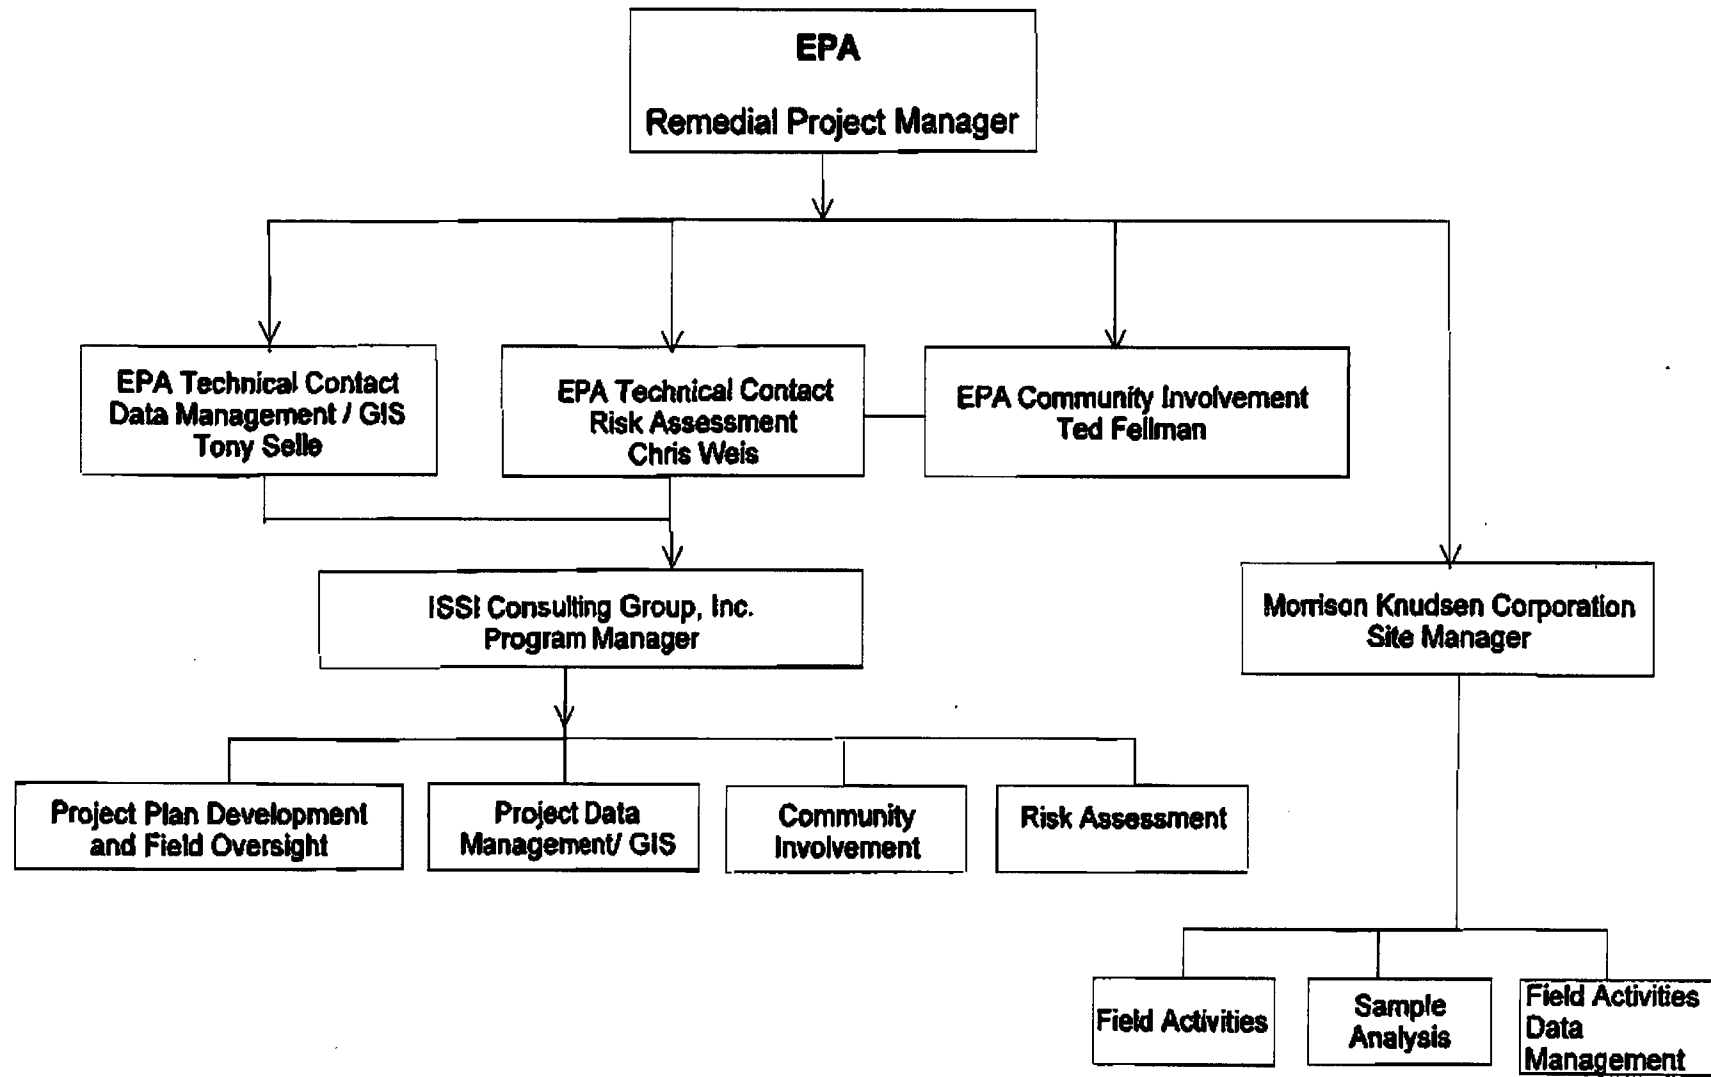 EPA
Remedial Project Manager
EPA Technical Contact
Data Management / GIS
Tony Selle
EPA Technical Contact
Risk Assessment
Chris Weis
EPA Community Involvement
Ted Fellman
ISSI Consulting Group, Inc.
Program Manager
Morrison Knudsen Corporation
Site Manager
Project Plan Development
and Field Oversight
Project Data
Management/ GIS
Community
Involvement
Risk Assessment
Field Activities
Sample
Analysis
Field Activities
Data
Management